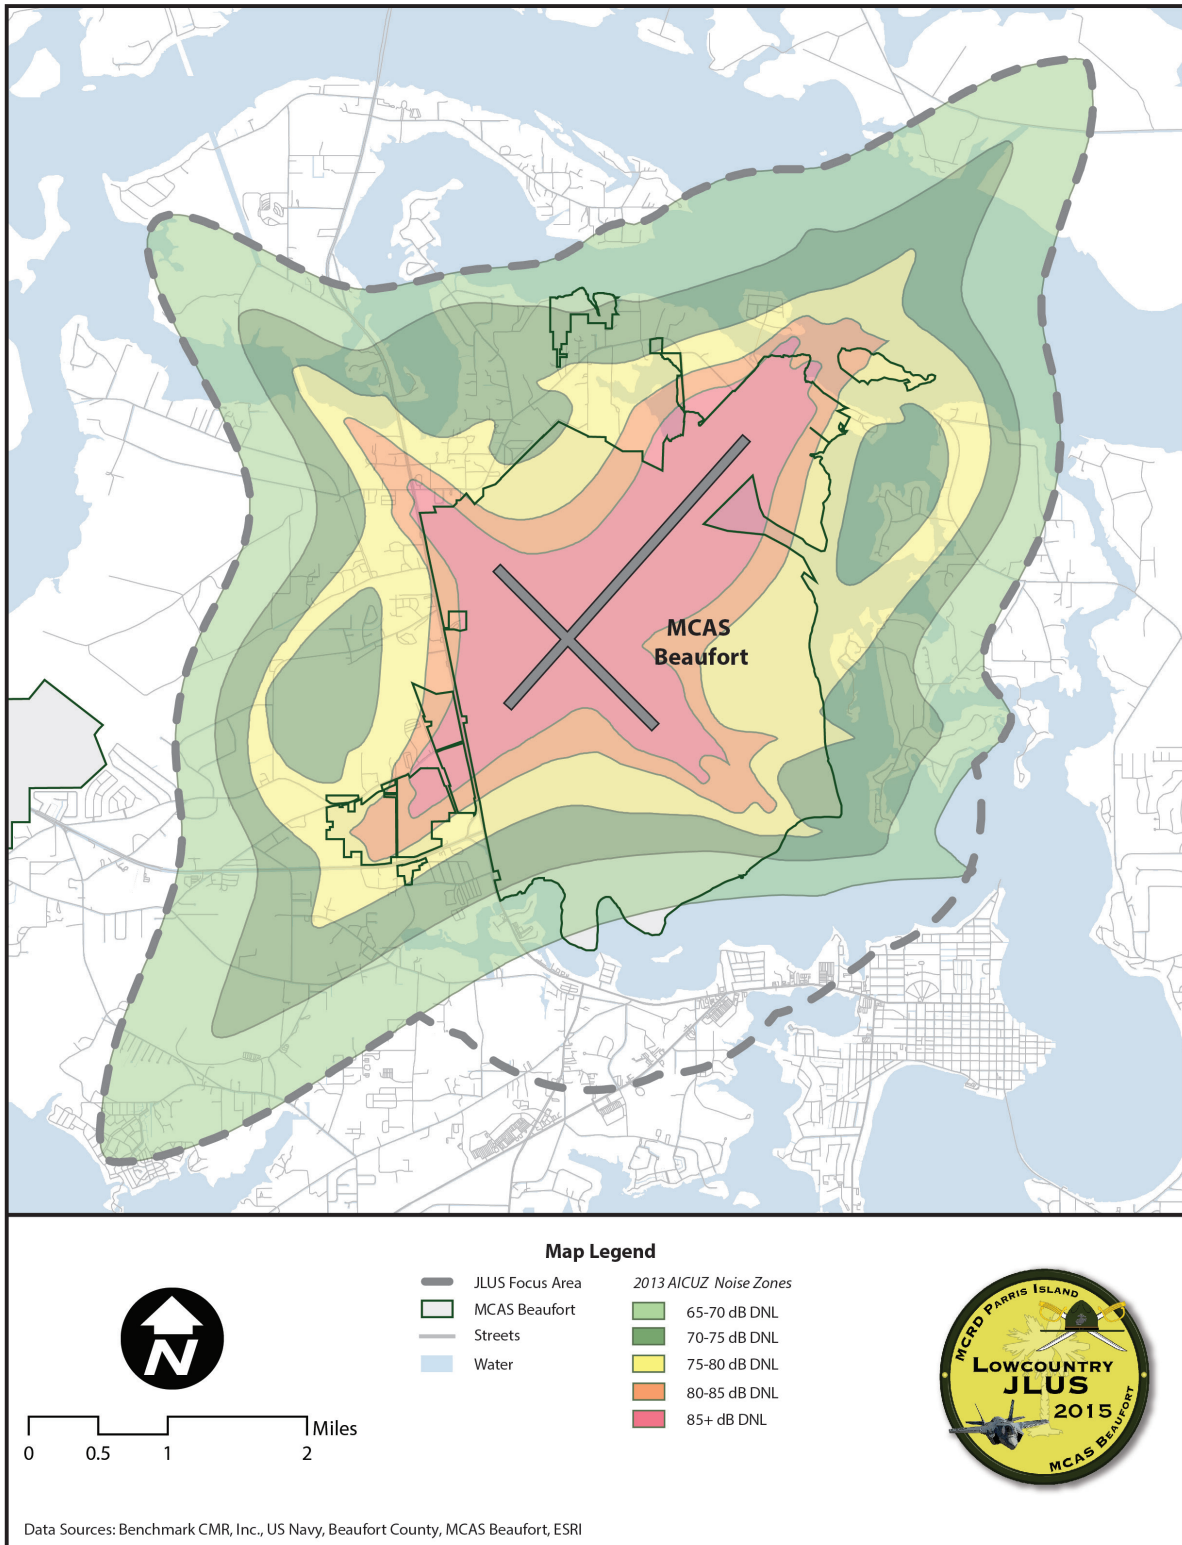 MCAS
Beaufort
Map Legend
JLUS Focus Area
MCAS Beaufort
Streets
Water
2013 AICUZ Noise Zones
65-70 dB DNL
70-75 dB DNL
75-80 dB DNL
80-85 dB DNL
85+ dB DNL
N
0 0.5 1 2 Miles
MCRD PARRIS ISLAND
LOWCOUNTRY
JLUS
2015
MCAS BEAUFORT
Data Sources: Benchmark CMR, Inc., US Navy, Beaufort County, MCAS Beaufort, ESRI